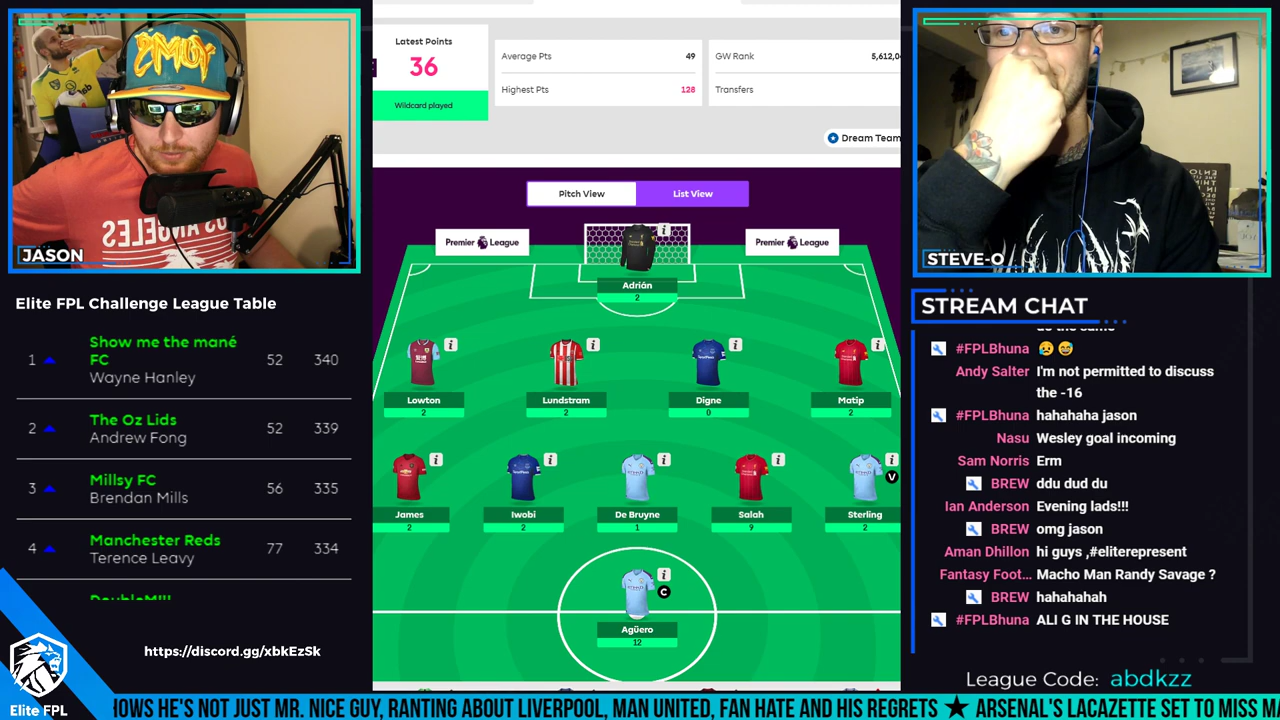 JASON
Elite FPL Challenge League Table
1 Show me the mané
FC 52 340
Wayne Hanley
2 The Oz Lids 52 339
Andrew Fong
3 Millsy FC 56 335
Brendan Mills
4 Manchester Reds 77 334
Terence Leavy
https://discord.gg/xbkEzSk
Elite FPL
Latest Points
36
Wildcard played
Average Pts 49
Highest Pts 128
GW Rank
Transfers
Dream Team
Pitch View List View
Premier League
Premier League
Adrián
2
Lowton Lundstram Digne Matip
2 2 0 2
V
James Iwobi De Bruyne Salah Sterling
2 2 1 9 2
C
Agüero
12
STEVE-O
STREAM CHAT
#FPLBhuna 😥 😅
Andy Salter I'm not permitted to discuss
the -16
#FPLBhuna hahahaha jason
Nasu Wesley goal incoming
Sam Norris Erm
BREW ddu dud du
Ian Anderson Evening lads!!!
BREW omg jason
Aman Dhillon hi guys ,#eliterepresent
Fantasy Foot... Macho Man Randy Savage ?
BREW hahahahah
#FPLBhuna ALI G IN THE HOUSE
League Code: abdkzz
HOWS HE'S NOT JUST MR. NICE GUY, RANTING ABOUT LIVERPOOL, MAN UNITED, FAN HATE AND HIS REGRETS ★ ARSENAL'S LACAZETTE SET TO MISS MA